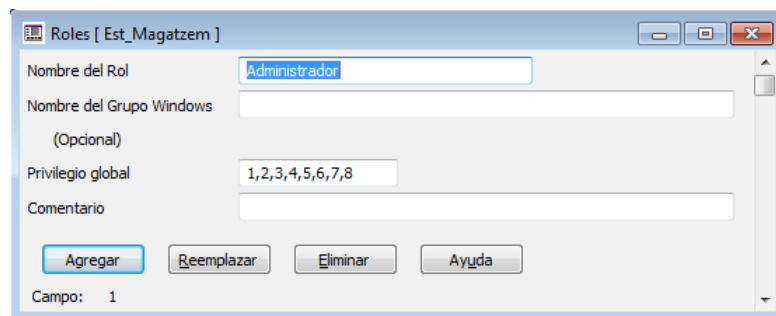 Roles [ Est_Magatzem ]
Nombre del Rol Administrador
Nombre del Grupo Windows
(Opcional)
Privilegio global 1,2,3,4,5,6,7,8
Comentario
Agregar Reemplazar Eliminar Ayuda
Campo: 1